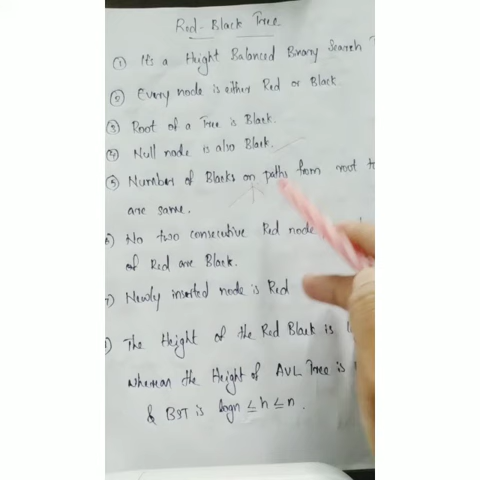 Red-Black Tree
① It's a Height Balanced Binary Search
② Every node is either Red or Black.
③ Root of a Tree is Black.
④ Null node is also Black.
⑤ Number of Blacks on paths from root
are same.
No two consecutive Red node
of Red are Black.
Newly inserted node is Red
The Height of the Red Black is
whereas the Height of AVL Tree is
& BST is logn ≤ h ≤ n.